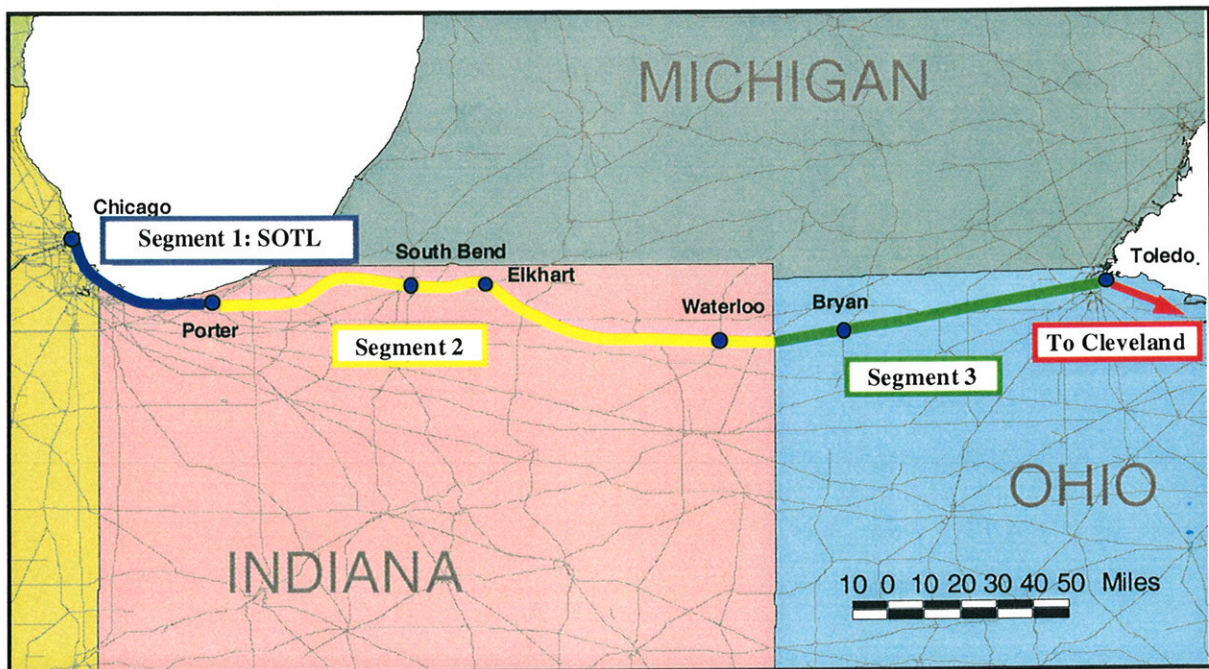 MICHIGAN
Chicago
Segment 1: SOTL
South Bend
Elkhart
Toledo
Porter
Waterloo
Bryan
Segment 2
To Cleveland
Segment 3
OHIO
INDIANA
10 0 10 20 30 40 50 Miles